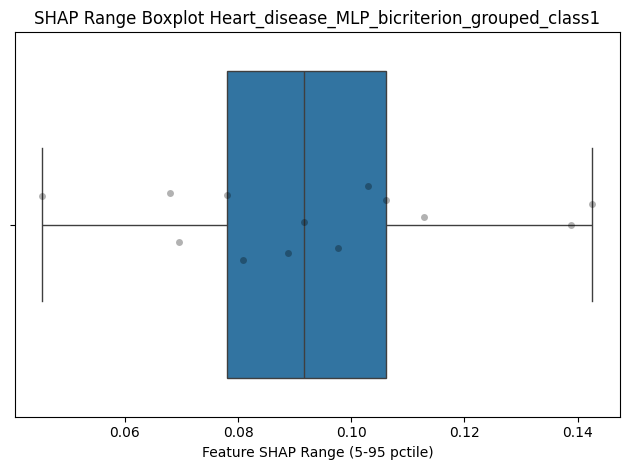 SHAP Range Boxplot Heart_disease_MLP_bicriterion_grouped_class1
0.06 0.08 0.10 0.12 0.14
Feature SHAP Range (5-95 pctile)